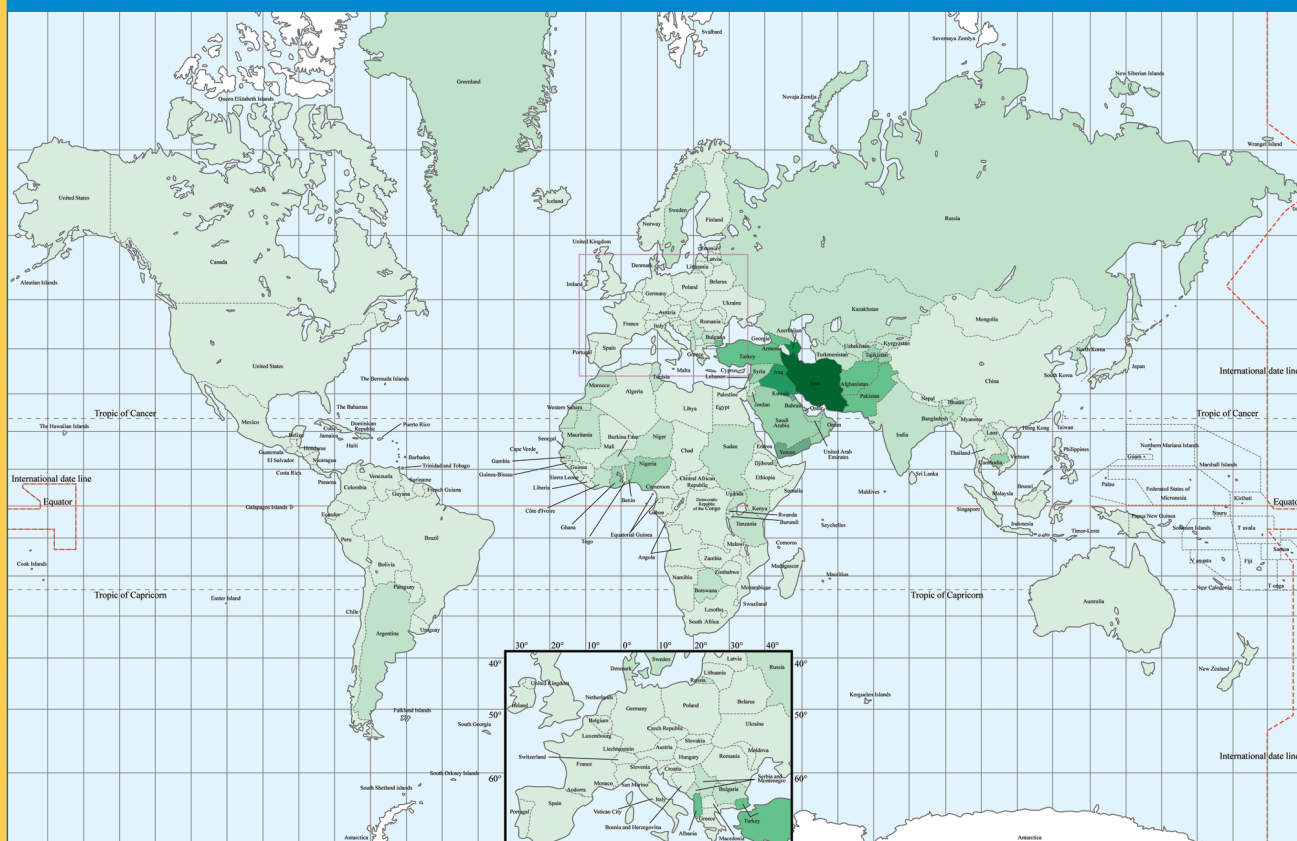 Svalbard
Severnaya Zemlya
Greenland
New Siberian Islands
Novaja Zemlja
Queen Elizabeth Islands
Wrangel Island
United States
Iceland
Sweden
Finland
Norway
Russia
United Kingdom
Estonia
Latvia
Lithuania
Denmark
Canada
Aleutian Islands
Ireland
Belarus
Poland
Germany
Ukraine
Kazakhstan
Austria
Mongolia
France
Romania
Italy
Azerbaijan
Bulgaria
Georgia
Uzbekistan
Kyrgyzstan
Portugal
Spain
Greece
Turkey
Armenia
Turkmenistan
Tajikistan
North Korea
United States
Malta
Cyprus
Lebanon
Syria
Iraq
Iran
Afghanistan
China
South Korea
Japan
International date line
The Bermuda Islands
Tunisia
Morocco
Algeria
Palestine
Kuwait
Pakistan
Nepal
Bhutan
Tropic of Cancer
The Bahamas
Western Sahara
Libya
Egypt
Jordan
Bahrain
Qatar
Tropic of Cancer
The Hawaiian Islands
Mexico
Cuba
Dominican
Republic
Puerto Rico
Mauritania
Saudi
Arabia
Oman
Bangladesh
Myanmar
Hong Kong
Taiwan
Belize
Jamaica
Haiti
Senegal
Cape Verde
Burkina Faso
Mali
Niger
Chad
Sudan
Eritrea
Yemen
United Arab
Emirates
India
Laos
Thailand
Vietnam
Philippines
Northern Mariana Islands
Guam
Guatemala
Honduras
El Salvador
Nicaragua
Barbados
Gambia
Guinea-Bissau
Guinea
Nigeria
Djibouti
Cambodia
Marshall Islands
Costa Rica
Trinidad and Tobago
Sierra Leone
Central African
Republic
Ethiopia
Sri Lanka
International date line
Panama
Venezuela
Suriname
Guyana
French Guiana
Colombia
Liberia
Benin
Cameroon
Somalia
Maldives
Malaysia
Brunei
Palau
Federated States of
Micronesia
Kiribati
Equator
Galapagos Islands
Ecuador
Côte d'Ivoire
Ghana
Togo
Equatorial Guinea
Gabon
Democratic
Republic
of the Congo
Uganda
Kenya
Rwanda
Burundi
Tanzania
Seychelles
Singapore
Indonesia
Papua New Guinea
Nauru
Equato
Peru
Brazil
Angola
Malawi
Comoros
Timor-Leste
Solomon Islands
T uvalu
Cook Islands
Bolivia
Zambia
Zimbabwe
Madagascar
Mauritius
V anuatu
Fiji
Samoa
Tropic of Capricorn
Easter Island
Paraguay
Namibia
Botswana
Mozambique
Swaziland
Tropic of Capricorn
New Caledonia
T onga
Chile
Argentina
Uruguay
Lesotho
South Africa
Australia
New Zealand
Kerguelen Islands
Falkland Islands
South Georgia
South Orkney Islands
South Shetland islands
Antarctica
Antarctica
International date line
30° 20° 10° 0° 10° 20° 30° 40°
40° 40°
50° 50°
60° 60°
Sweden
Latvia
Denmark
Lithuania
Russia
Russia
United Kingdom
Ireland
Netherlands
Germany
Poland
Belarus
Belgium
Ukraine
Luxembourg
Czech Republic
Slovakia
Liechtenstein
Austria
Hungary
Moldova
Switzerland
France
Slovenia
Croatia
Romania
Monaco
San Marino
Serbia and
Montenegro
Andorra
Bulgaria
Portugal
Spain
Vatican City
Italy
Bosnia and Herzegovina
Albania
Greece
Macedonia
Turkey